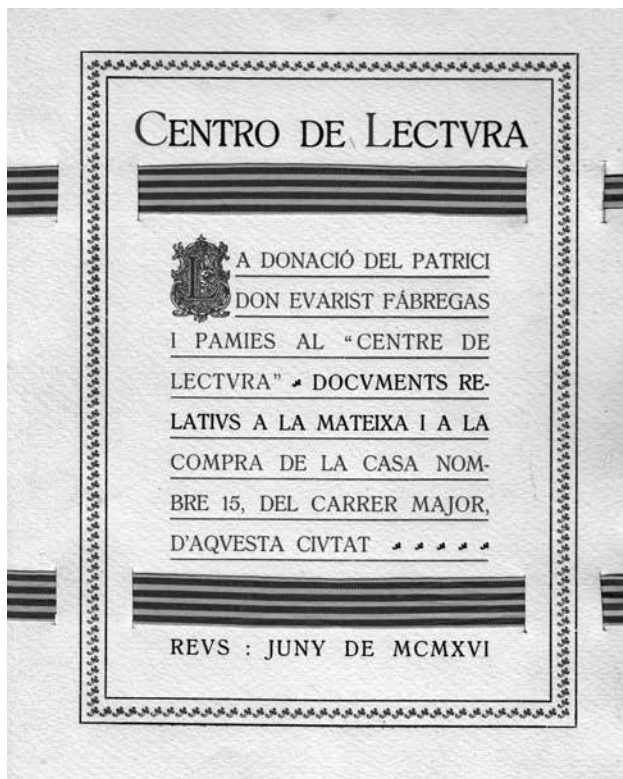 CENTRO DE LECTVRA
LA DONACIÓ DEL PATRICI
DON EVARIST FÁBREGAS
I PAMIES AL “CENTRE DE
LECTVRA” DOCVMENTS RE-
LATIVS A LA MATEIXA I A LA
COMPRA DE LA CASA NOM-
BRE 15, DEL CARRER MAJOR,
D'AQVESTA CIVTAT
REVS : JUNY DE MCMXVI